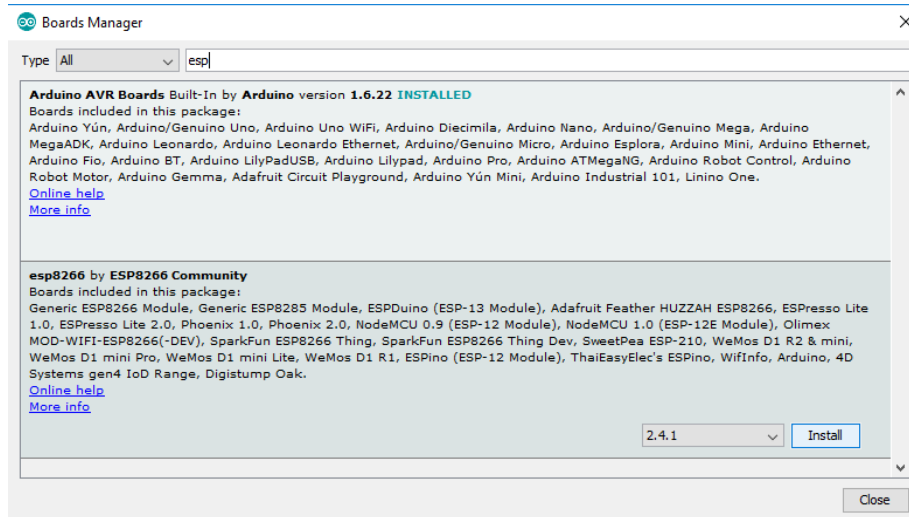 Boards Manager
Type All esp
Arduino AVR Boards Built-In by Arduino version 1.6.22 INSTALLED
Boards included in this package:
Arduino Yún, Arduino/Genuino Uno, Arduino Uno WiFi, Arduino Diecimila, Arduino Nano, Arduino/Genuino Mega, Arduino
MegaADK, Arduino Leonardo, Arduino Leonardo Ethernet, Arduino/Genuino Micro, Arduino Esplora, Arduino Mini, Arduino Ethernet,
Arduino Fio, Arduino BT, Arduino LilyPadUSB, Arduino Lilypad, Arduino Pro, Arduino ATMegaNG, Arduino Robot Control, Arduino
Robot Motor, Arduino Gemma, Adafruit Circuit Playground, Arduino Yún Mini, Arduino Industrial 101, Linino One.
Online help
More info
esp8266 by ESP8266 Community
Boards included in this package:
Generic ESP8266 Module, Generic ESP8285 Module, ESPDuino (ESP-13 Module), Adafruit Feather HUZZAH ESP8266, ESPresso Lite
1.0, ESPresso Lite 2.0, Phoenix 1.0, Phoenix 2.0, NodeMCU 0.9 (ESP-12 Module), NodeMCU 1.0 (ESP-12E Module), Olimex
MOD-WIFI-ESP8266(-DEV), SparkFun ESP8266 Thing, SparkFun ESP8266 Thing Dev, SweetPea ESP-210, WeMos D1 R2 & mini,
WeMos D1 mini Pro, WeMos D1 mini Lite, WeMos D1 R1, ESPino (ESP-12 Module), ThaiEasyElec's ESPino, WifInfo, Arduino, 4D
Systems gen4 IoD Range, Digistump Oak.
Online help
More info
2.4.1 Install
Close